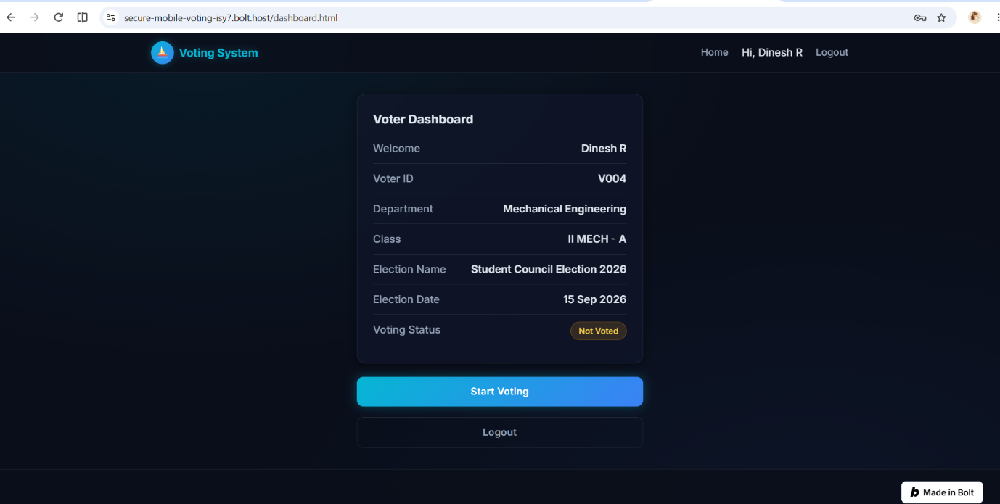 secure-mobile-voting-isy7.bolt.host/dashboard.html
Voting System
Home Hi, Dinesh R Logout
Voter Dashboard
Welcome Dinesh R
Voter ID V004
Department Mechanical Engineering
Class II MECH - A
Election Name Student Council Election 2026
Election Date 15 Sep 2026
Voting Status Not Voted
Start Voting
Logout
b Made in Bolt